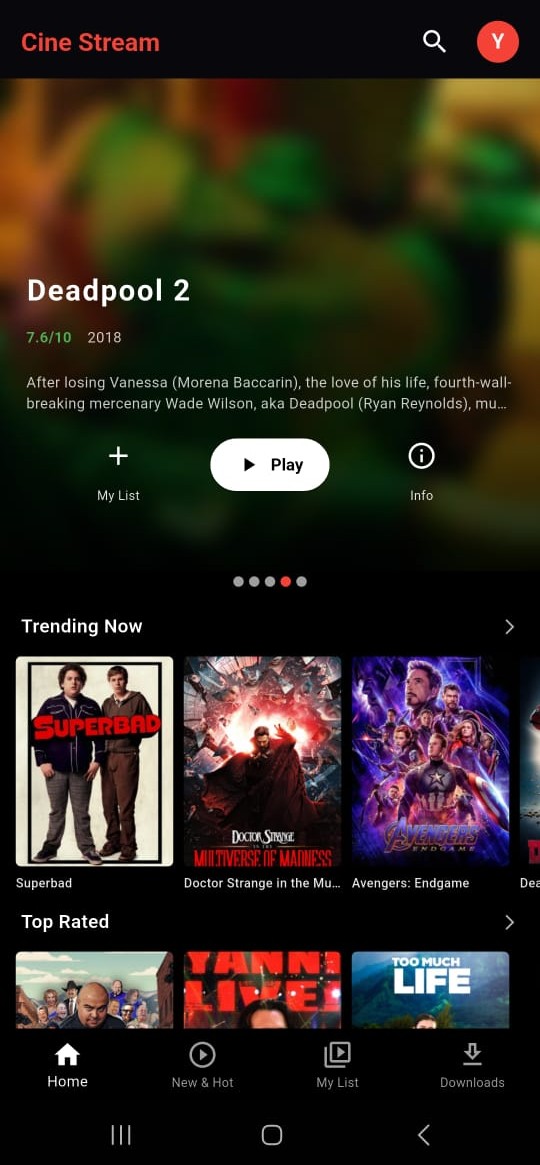 Cine Stream
Y
Deadpool 2
7.6/10 2018
After losing Vanessa (Morena Baccarin), the love of his life, fourth-wall-
breaking mercenary Wade Wilson, aka Deadpool (Ryan Reynolds), mu...
My List
Play
Info
Trending Now
SUPERBAD
DOCTOR STRANGE
IN THE
MULTIVERSE OF MADNESS
AVENGERS
ENDGAME
Superbad
Doctor Strange in the Mu...
Avengers: Endgame
Dea
Top Rated
YANNI
LIVE!
TOO MUCH
LIFE
Home
New & Hot
My List
Downloads